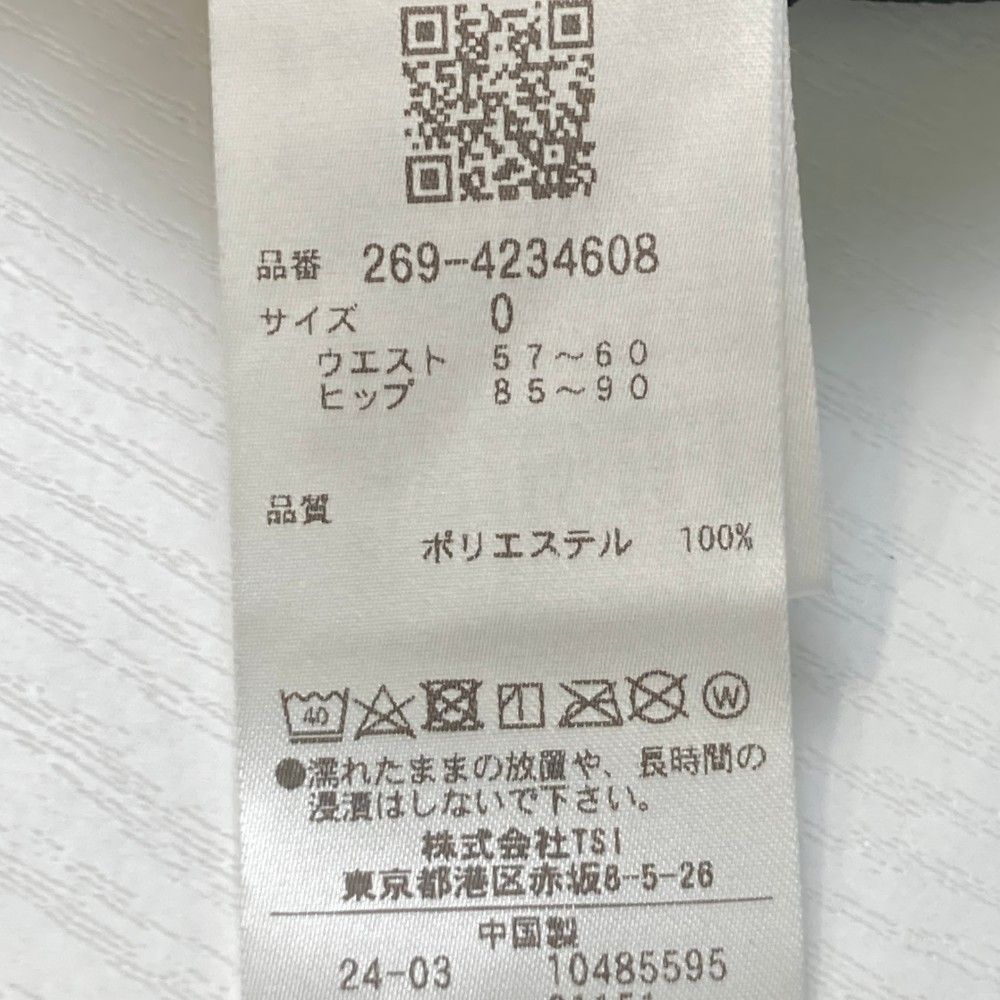 品番 269-4234608
サイズ 0
ウエスト 57～60
ヒップ 85～90
品質
ポリエステル 100%
40 W
●濡れたままの放置や、長時間の
浸漬はしないで下さい。
株式会社TSI
東京都港区赤坂8-5-26
中国製
24-03 10485595